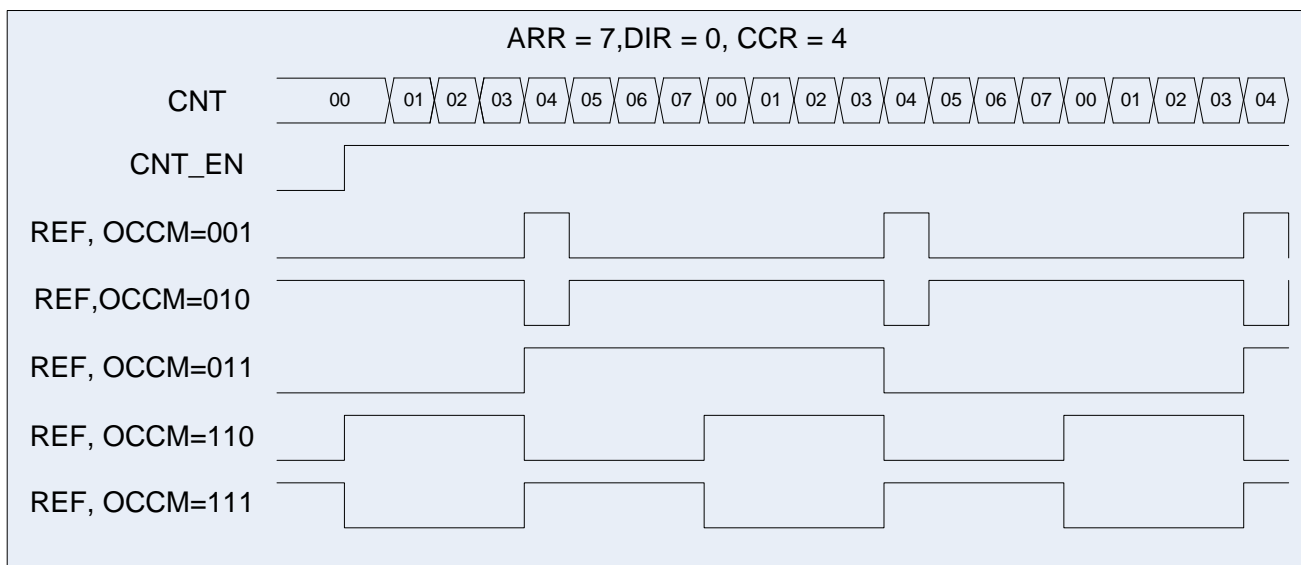 ARR = 7,DIR = 0, CCR = 4
CNT 00 01 02 03 04 05 06 07 00 01 02 03 04 05 06 07 00 01 02 03 04
CNT_EN
REF, OCCM=001
REF,OCCM=010
REF, OCCM=011
REF, OCCM=110
REF, OCCM=111